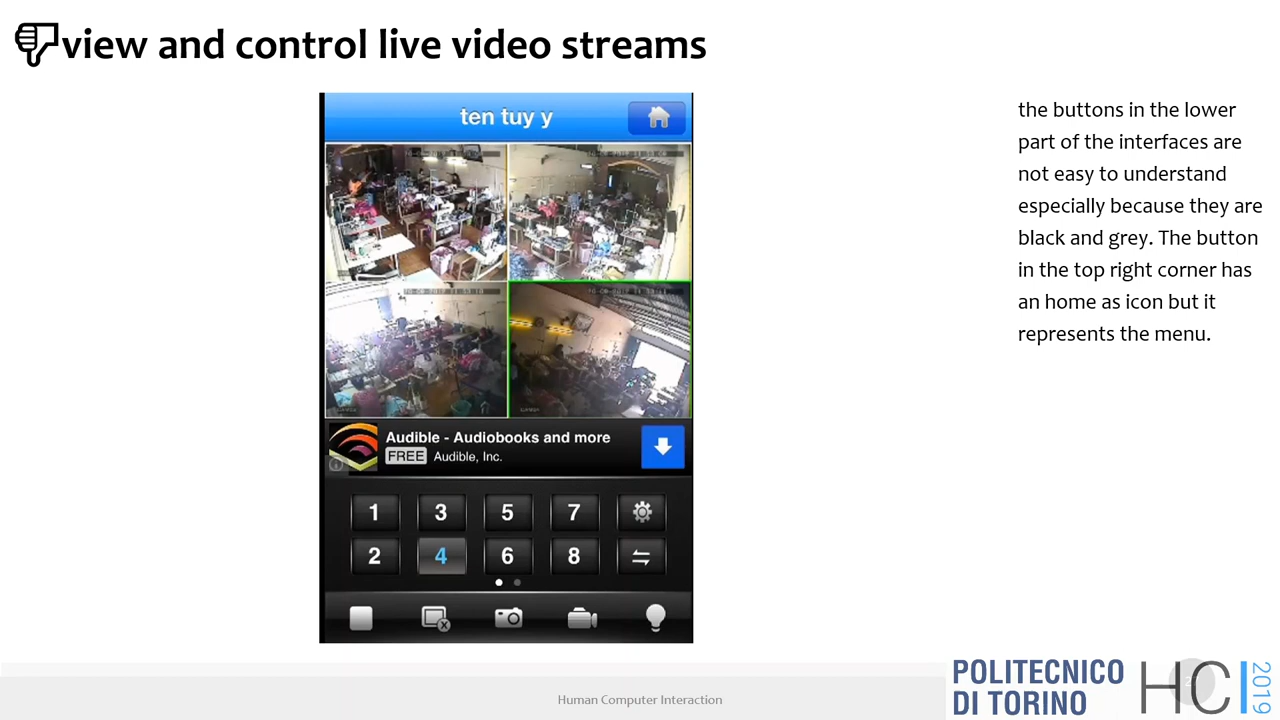 view and control live video streams
ten tuy y
the buttons in the lower
part of the interfaces are
not easy to understand
especially because they are
black and grey. The button
in the top right corner has
an home as icon but it
represents the menu.
Audible - Audiobooks and more
FREE Audible, Inc.
1 3 5 7
2 4 6 8
Human Computer Interaction
POLITECNICO
DI TORINO
HCI
2019